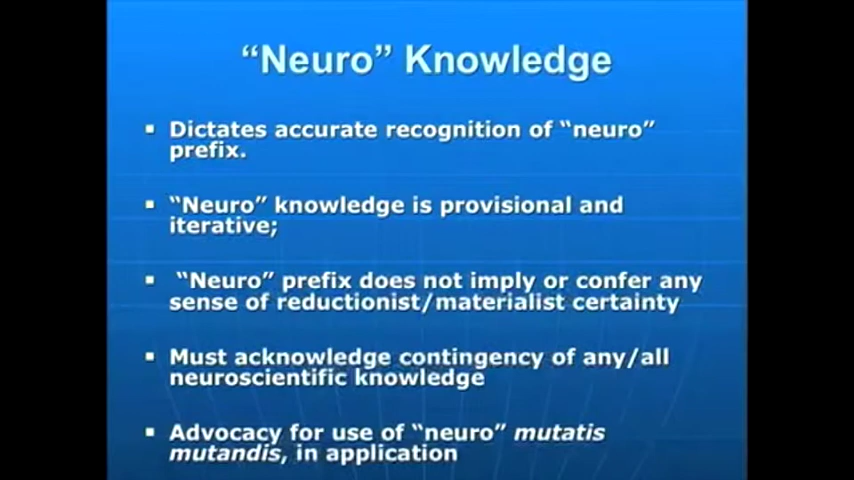 “Neuro” Knowledge
▪ Dictates accurate recognition of “neuro”
prefix.
▪ “Neuro” knowledge is provisional and
iterative;
▪ “Neuro” prefix does not imply or confer any
sense of reductionist/materialist certainty
▪ Must acknowledge contingency of any/all
neuroscientific knowledge
▪ Advocacy for use of “neuro” mutatis
mutandis, in application